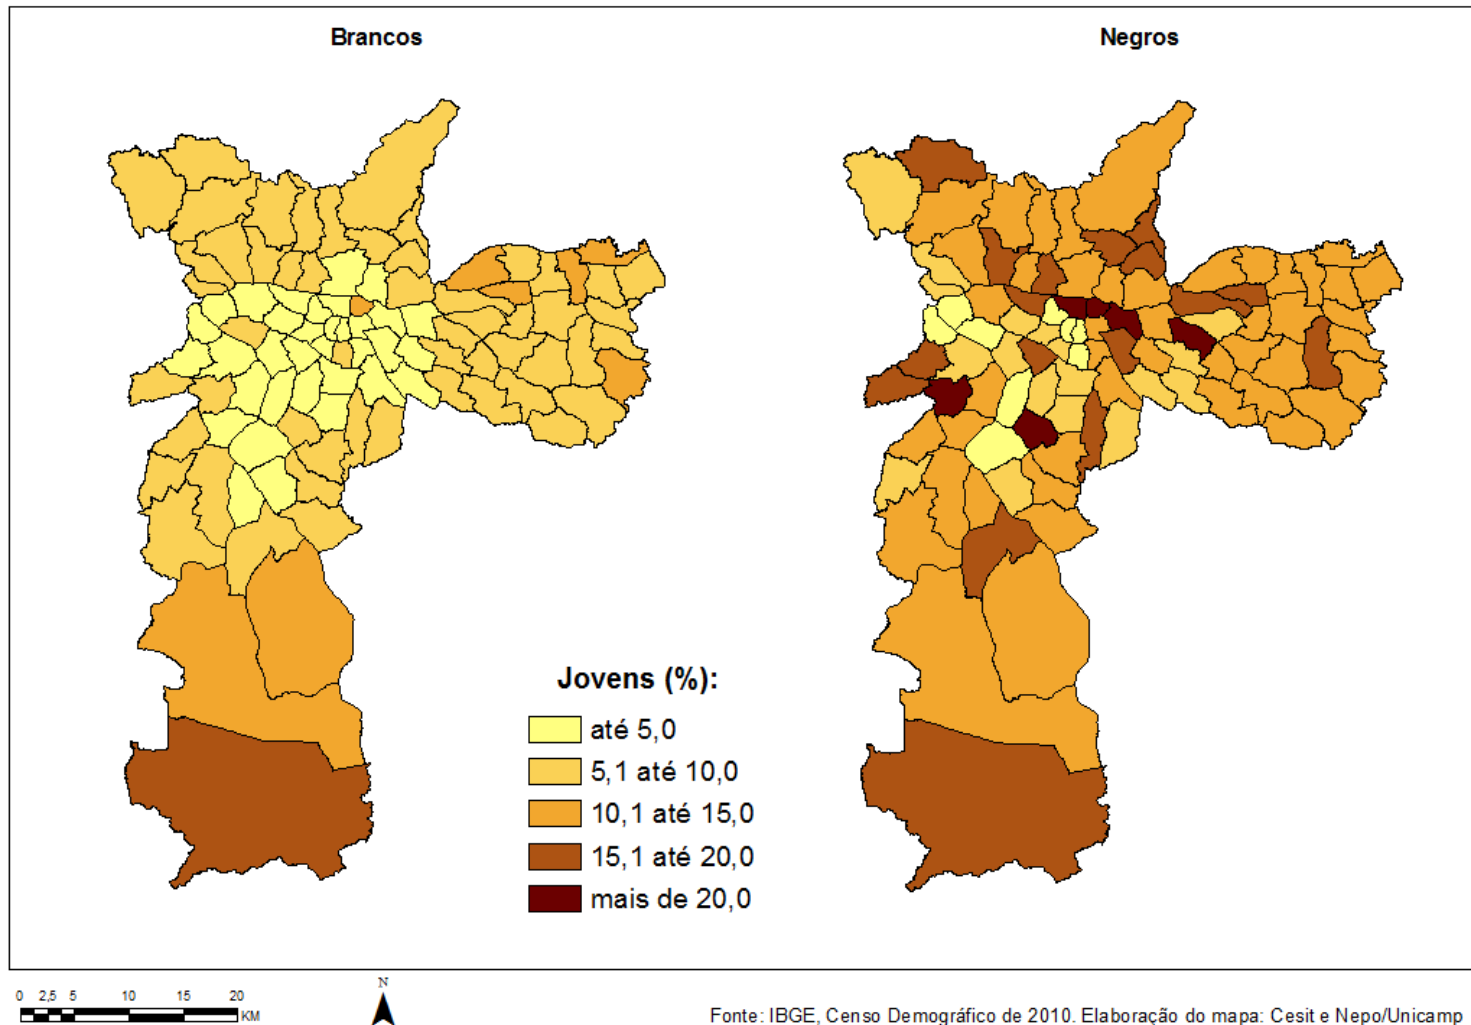 Brancos
Negros
Jovens (%):
até 5,0
5,1 até 10,0
10,1 até 15,0
15,1 até 20,0
mais de 20,0
0 2,5 5 10 15 20
KM
N
Fonte: IBGE, Censo Demográfico de 2010. Elaboração do mapa: Cesit e Nepo/Unicamp